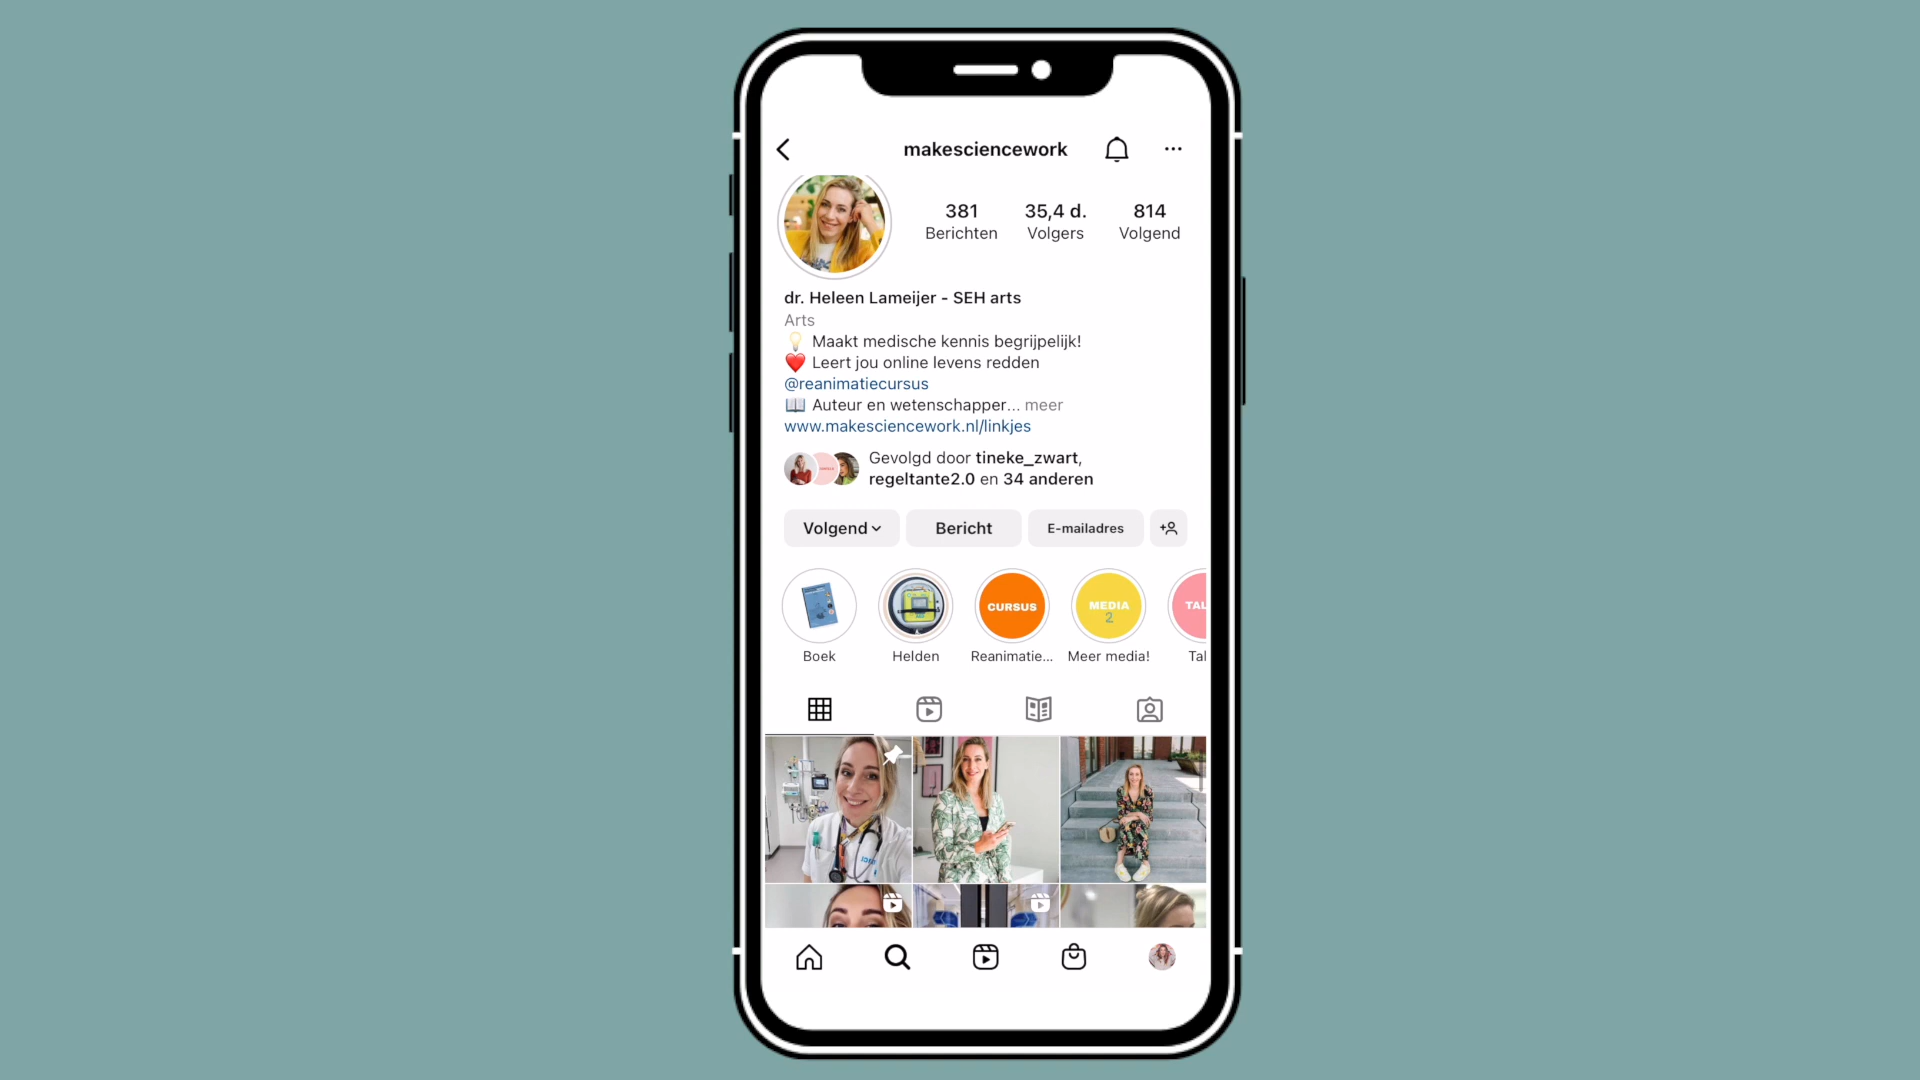 makesciencework
381
Berichten
35,4 d.
Volgers
814
Volgend
dr. Heleen Lameijer - SEH arts
Arts
💡 Maakt medische kennis begrijpelijk!
❤️ Leert jou online levens redden
@reanimatiecursus
📖 Auteur en wetenschapper... meer
www.makesciencework.nl/linkjes
Gevolgd door tineke_zwart,
regeltante2.0 en 34 anderen
Volgend
Bericht
E-mailadres
CURSUS
MEDIA
2
TAL
Boek
Helden
Reanimatie...
Meer media!
Tal